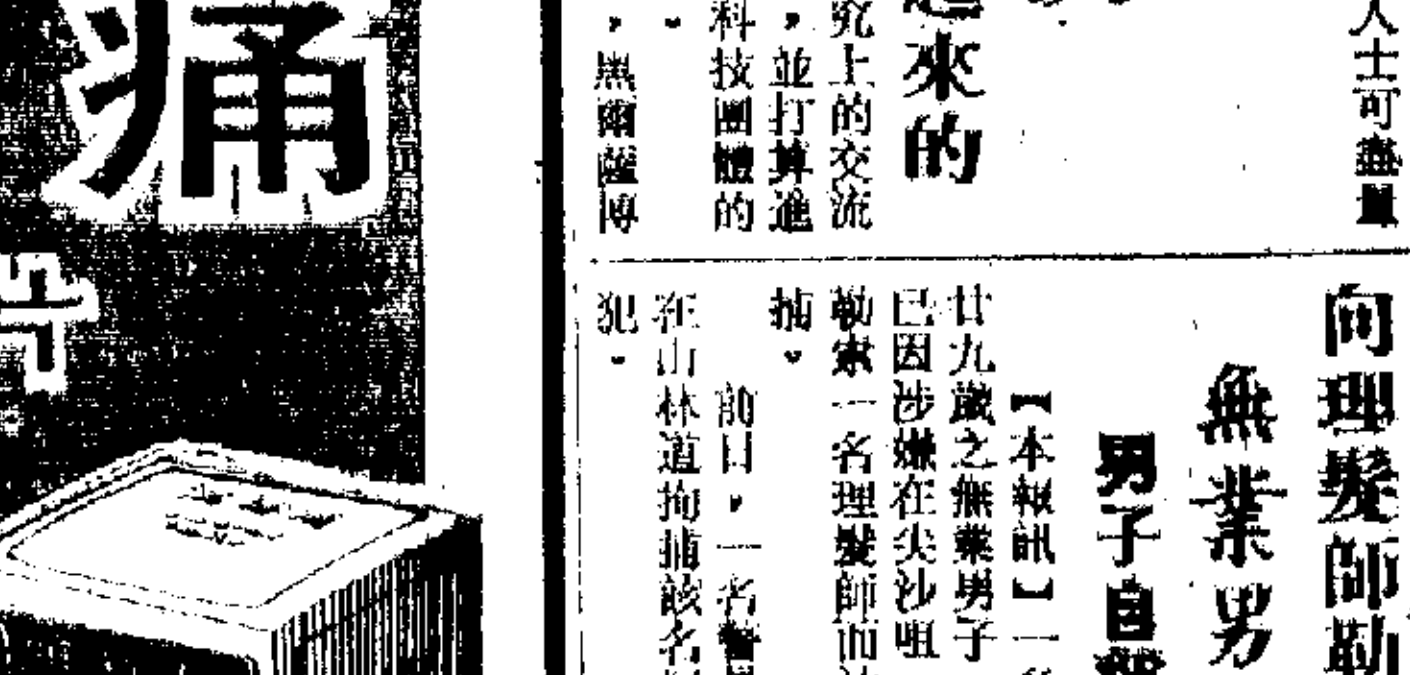 人士可
起來的
究上的交流
，並打算進
科技團體的
，黑爾薩博
向理髮師勒
無業男
男子自
【本報訊】一名
廿九歲之無業男子
已因涉嫌在尖沙咀
勒索一名理髮師而
捕。
前日，一名警
在山林道拘捕該名
犯。
痛